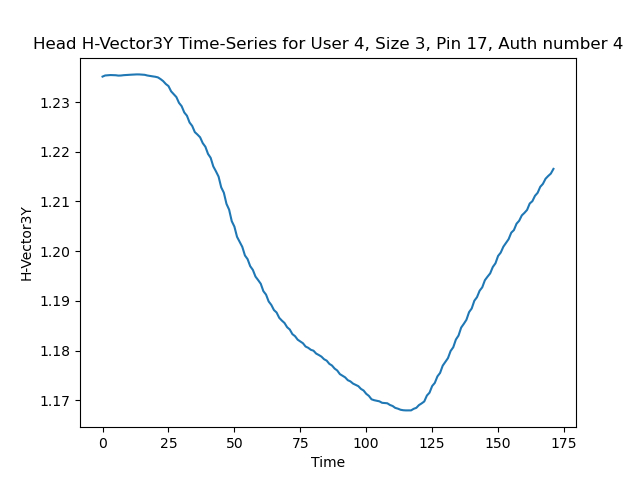 Head H-Vector3Y Time-Series for User 4, Size 3, Pin 17, Auth number 4
1.23
1.22
1.21
1.20
1.19
1.18
1.17
H-Vector3Y
0 25 50 75 100 125 150 175
Time